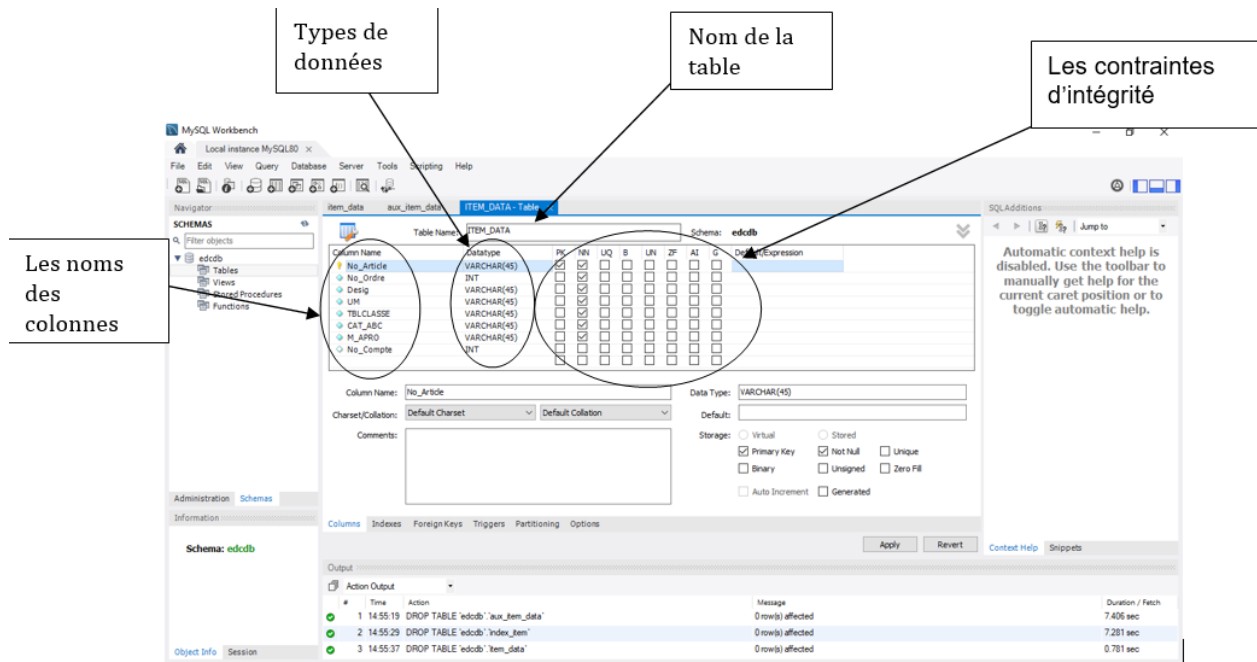 Types de
données
Nom de la
table
Les contraintes
d'intégrité
Les noms
des
colonnes
MySQL Workbench
Local instance MySQL80 ×
File Edit View Query Database Server Tools Scripting Help
Navigator
SCHEMAS
Filter objects
edcdb
Tables
Views
Stored Procedures
Functions
Administration Schemas
Information
Schema: edcdb
Object Info Session
item_data aux_item_data ITEM_DATA - Table
Table Name: ITEM_DATA Schema: edcdb
Column Name Datatype PK NN UQ B UN ZF AI G Default/Expression
No_Article VARCHAR(45)
No_Ordre INT
Desig VARCHAR(45)
UM VARCHAR(45)
TBLCLASSE VARCHAR(45)
CAT_ABC VARCHAR(45)
M_APRO VARCHAR(45)
No_Compte INT
Column Name: No_Article Data Type: VARCHAR(45)
Charset/Collation: Default Charset Default Collation Default:
Comments: Storage: Virtual Stored
Primary Key Not Null Unique
Binary Unsigned Zero Fill
Auto Increment Generated
Columns Indexes Foreign Keys Triggers Partitioning Options
Apply Revert
SQLAdditions
Jump to
Automatic context help is
disabled. Use the toolbar to
manually get help for the
current caret position or to
toggle automatic help.
Context Help Snippets
Output
Action Output
# Time Action Message Duration / Fetch
1 14:55:19 DROP TABLE `edcdb`.`aux_item_data` 0 row(s) affected 7.406 sec
2 14:55:29 DROP TABLE `edcdb`.`index_item` 0 row(s) affected 7.281 sec
3 14:55:37 DROP TABLE `edcdb`.`item_data` 0 row(s) affected 0.781 sec